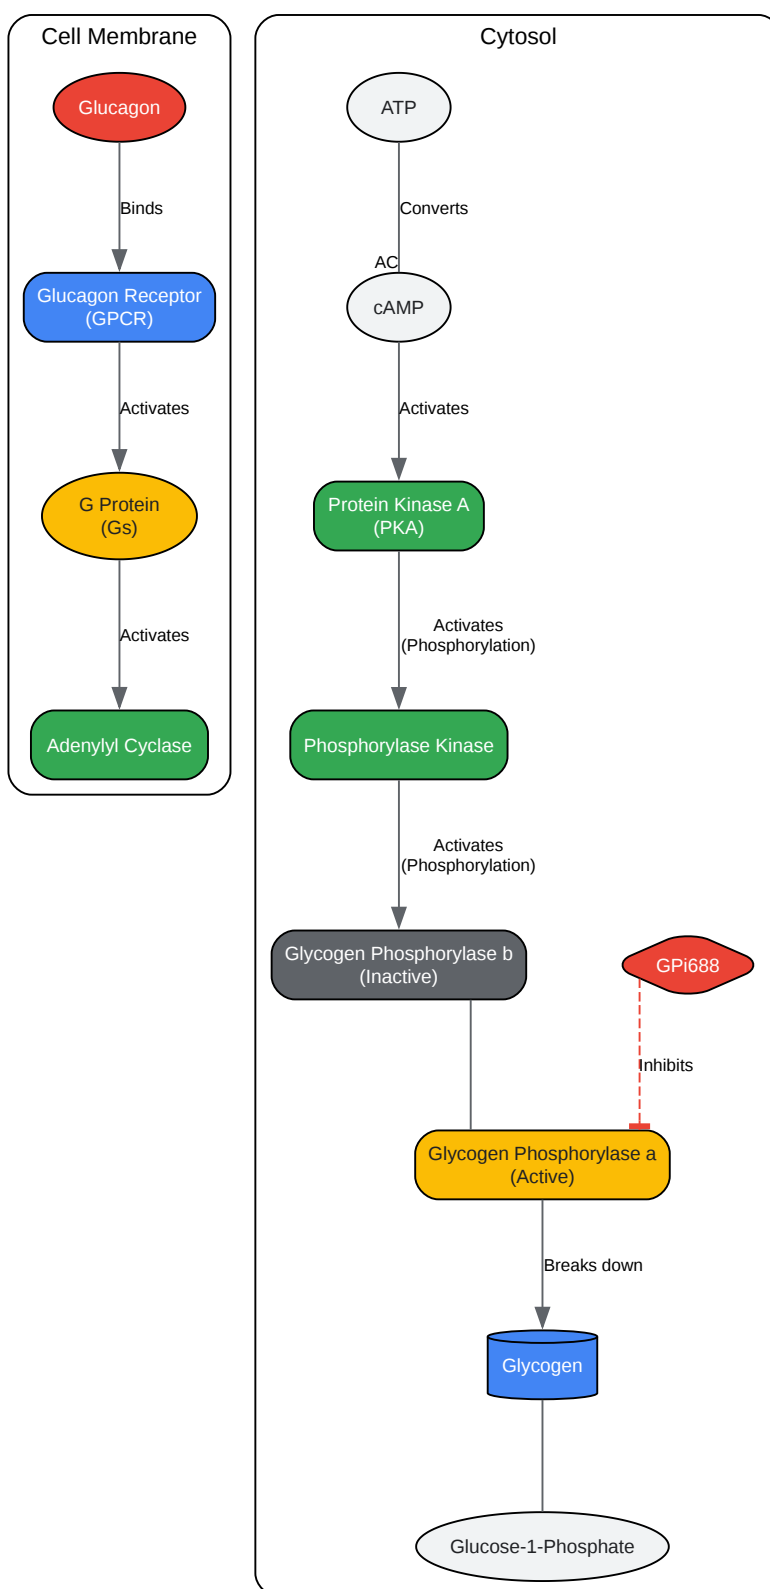 Cell Membrane
Glucagon
Binds
Glucagon Receptor
(GPCR)
Activates
G Protein
(Gs)
Activates
Adenylyl Cyclase
Cytosol
ATP
Converts
AC
cAMP
Activates
Protein Kinase A
(PKA)
Activates
(Phosphorylation)
Phosphorylase Kinase
Activates
(Phosphorylation)
Glycogen Phosphorylase b
(Inactive)
GPi688
Inhibits
Glycogen Phosphorylase a
(Active)
Breaks down
Glycogen
Glucose-1-Phosphate